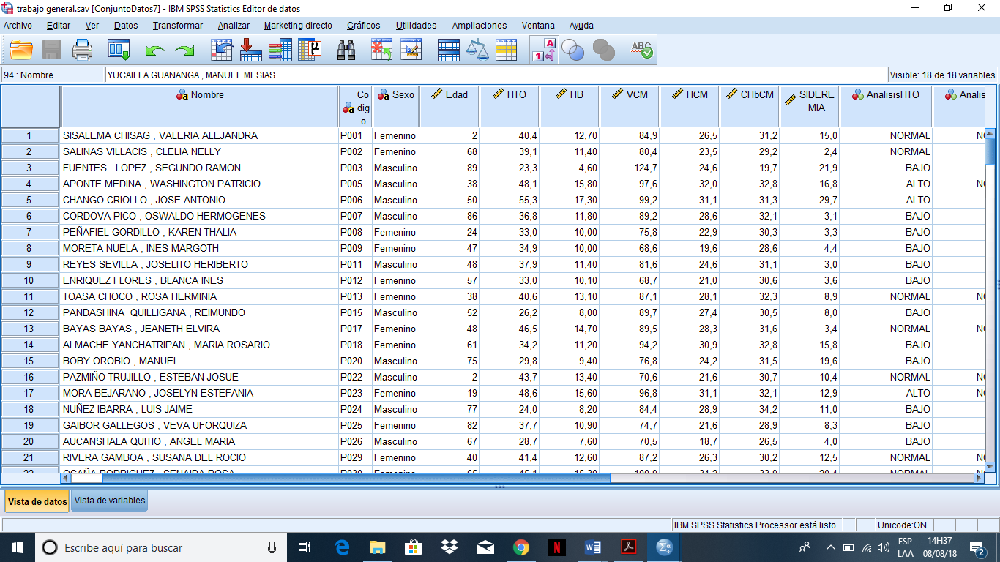 trabajo general.sav [ConjuntoDatos7] - IBM SPSS Statistics Editor de datos
Archivo Editar Ver Datos Transformar Analizar Marketing directo Gráficos Utilidades Ampliaciones Ventana Ayuda
94 : Nombre YUCAILLA GUANANGA , MANUEL MESIAS Visible: 18 de 18 variables
Nombre Codigo Sexo Edad HTO HB VCM HCM CHbCM SIDEREMIA AnalisisHTO Analis
1 SISALEMA CHISAG , VALERIA ALEJANDRA P001 Femenino 2 40,4 12,70 84,9 26,5 31,2 15,0 NORMAL NO
2 SALINAS VILLACIS , CLELIA NELLY P002 Femenino 68 39,1 11,40 80,4 23,5 29,2 2,4 NORMAL
3 FUENTES LOPEZ , SEGUNDO RAMON P003 Masculino 89 23,3 4,60 124,7 24,6 19,7 21,9 BAJO
4 APONTE MEDINA , WASHINGTON PATRICIO P005 Masculino 38 48,1 15,80 97,6 32,0 32,8 16,8 ALTO NO
5 CHANGO CRIOLLO , JOSE ANTONIO P006 Masculino 50 55,3 17,30 99,2 31,1 31,3 29,7 ALTO
6 CORDOVA PICO , OSWALDO HERMOGENES P007 Masculino 86 36,8 11,80 89,2 28,6 32,1 3,1 BAJO
7 PEÑAFIEL GORDILLO , KAREN THALIA P008 Femenino 24 33,0 10,00 75,8 22,9 30,3 3,3 BAJO
8 MORETA NUELA , INES MARGOTH P009 Femenino 47 34,9 10,00 68,6 19,6 28,6 4,4 BAJO
9 REYES SEVILLA , JOSELITO HERIBERTO P011 Masculino 48 37,9 11,40 81,6 24,6 31,1 3,0 BAJO
10 ENRIQUEZ FLORES , BLANCA INES P012 Femenino 57 33,0 10,10 68,7 21,0 30,6 3,6 BAJO
11 TOASA CHOCO , ROSA HERMINIA P013 Femenino 38 40,6 13,10 87,1 28,1 32,3 8,9 NORMAL NO
12 PANDASHINA QUILLIGANA , REIMUNDO P015 Masculino 52 26,2 8,00 89,7 27,4 30,5 8,0 BAJO
13 BAYAS BAYAS , JEANETH ELVIRA P017 Femenino 48 46,5 14,70 89,5 28,3 31,6 3,4 NORMAL NO
14 ALMACHE YANCHATRIPAN , MARIA ROSARIO P018 Femenino 61 34,2 11,20 94,2 30,9 32,8 15,8 BAJO
15 BOBY OROBIO , MANUEL P020 Masculino 75 29,8 9,40 76,8 24,2 31,5 19,6 BAJO
16 PAZMIÑO TRUJILLO , ESTEBAN JOSUE P022 Masculino 2 43,7 13,40 70,6 21,6 30,7 10,4 NORMAL NO
17 MORA BEJARANO , JOSELYN ESTEFANIA P023 Femenino 19 48,6 15,60 96,8 31,1 32,1 12,9 ALTO NO
18 NUÑEZ IBARRA , LUIS JAIME P024 Masculino 77 24,0 8,20 84,4 28,9 34,2 11,0 BAJO
19 GAIBOR GALLEGOS , VEVA UFORQUIZA P025 Femenino 82 37,7 10,90 74,7 21,6 28,9 8,3 BAJO
20 AUCANSHALA QUITIO , ANGEL MARIA P026 Masculino 67 28,7 7,60 70,5 18,7 26,5 4,0 BAJO
21 RIVERA GAMBOA , SUSANA DEL ROCIO P029 Femenino 40 41,4 12,60 87,2 26,3 30,2 12,5 NORMAL NO
Vista de datos Vista de variables
IBM SPSS Statistics Processor está listo Unicode:ON
Escribe aquí para buscar ESP 14H37
LAA 08/08/18 2